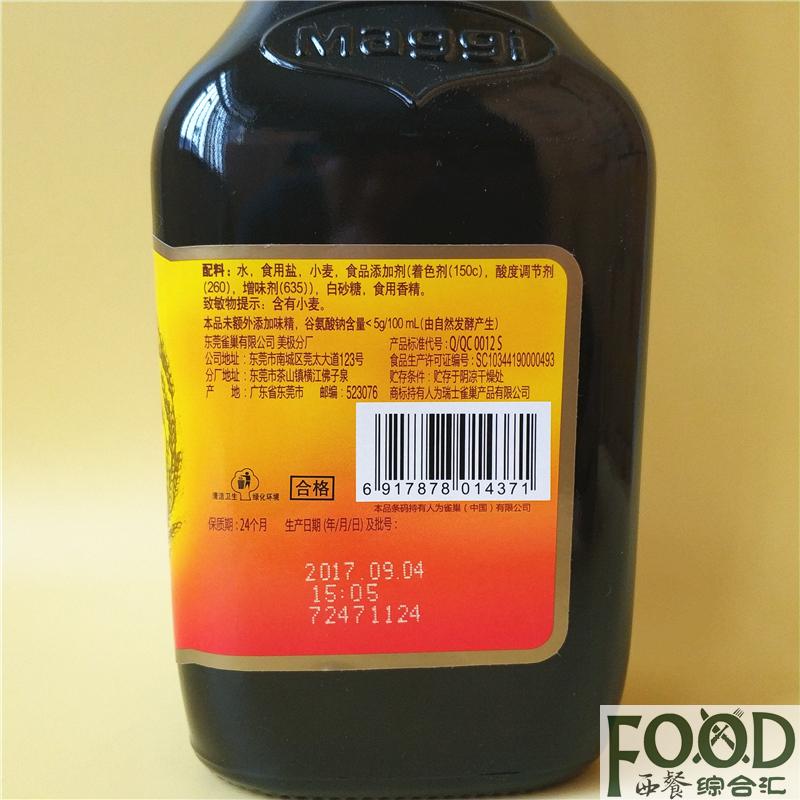 Maggi
配料：水，食用盐，小麦，食品添加剂(着色剂(150c)，酸度调节剂
(260)，增味剂(635))，白砂糖，食用香精。
致敏物提示：含有小麦。
本品未额外添加味精，谷氨酸钠含量<5g/100 mL(由自然发酵产生)
东莞雀巢有限公司 美极分厂 产品标准代号：Q/QC 0012 S
公司地址：东莞市南城区莞太大道123号 食品生产许可证编号：SC10344190000493
分厂地址：东莞市茶山镇横江佛子泉 贮存条件：贮存于阴凉干燥处
产 地：广东省东莞市 邮编：523076 商标持有人为瑞士雀巢产品有限公司
6 917878 014371
清洁卫生 绿化环境 合格
本品条码持有人为雀巢（中国）有限公司
保质期：24个月 生产日期 (年/月/日) 及批号：
2017.09.04
15:05
72471124
FOOD
西餐综合汇